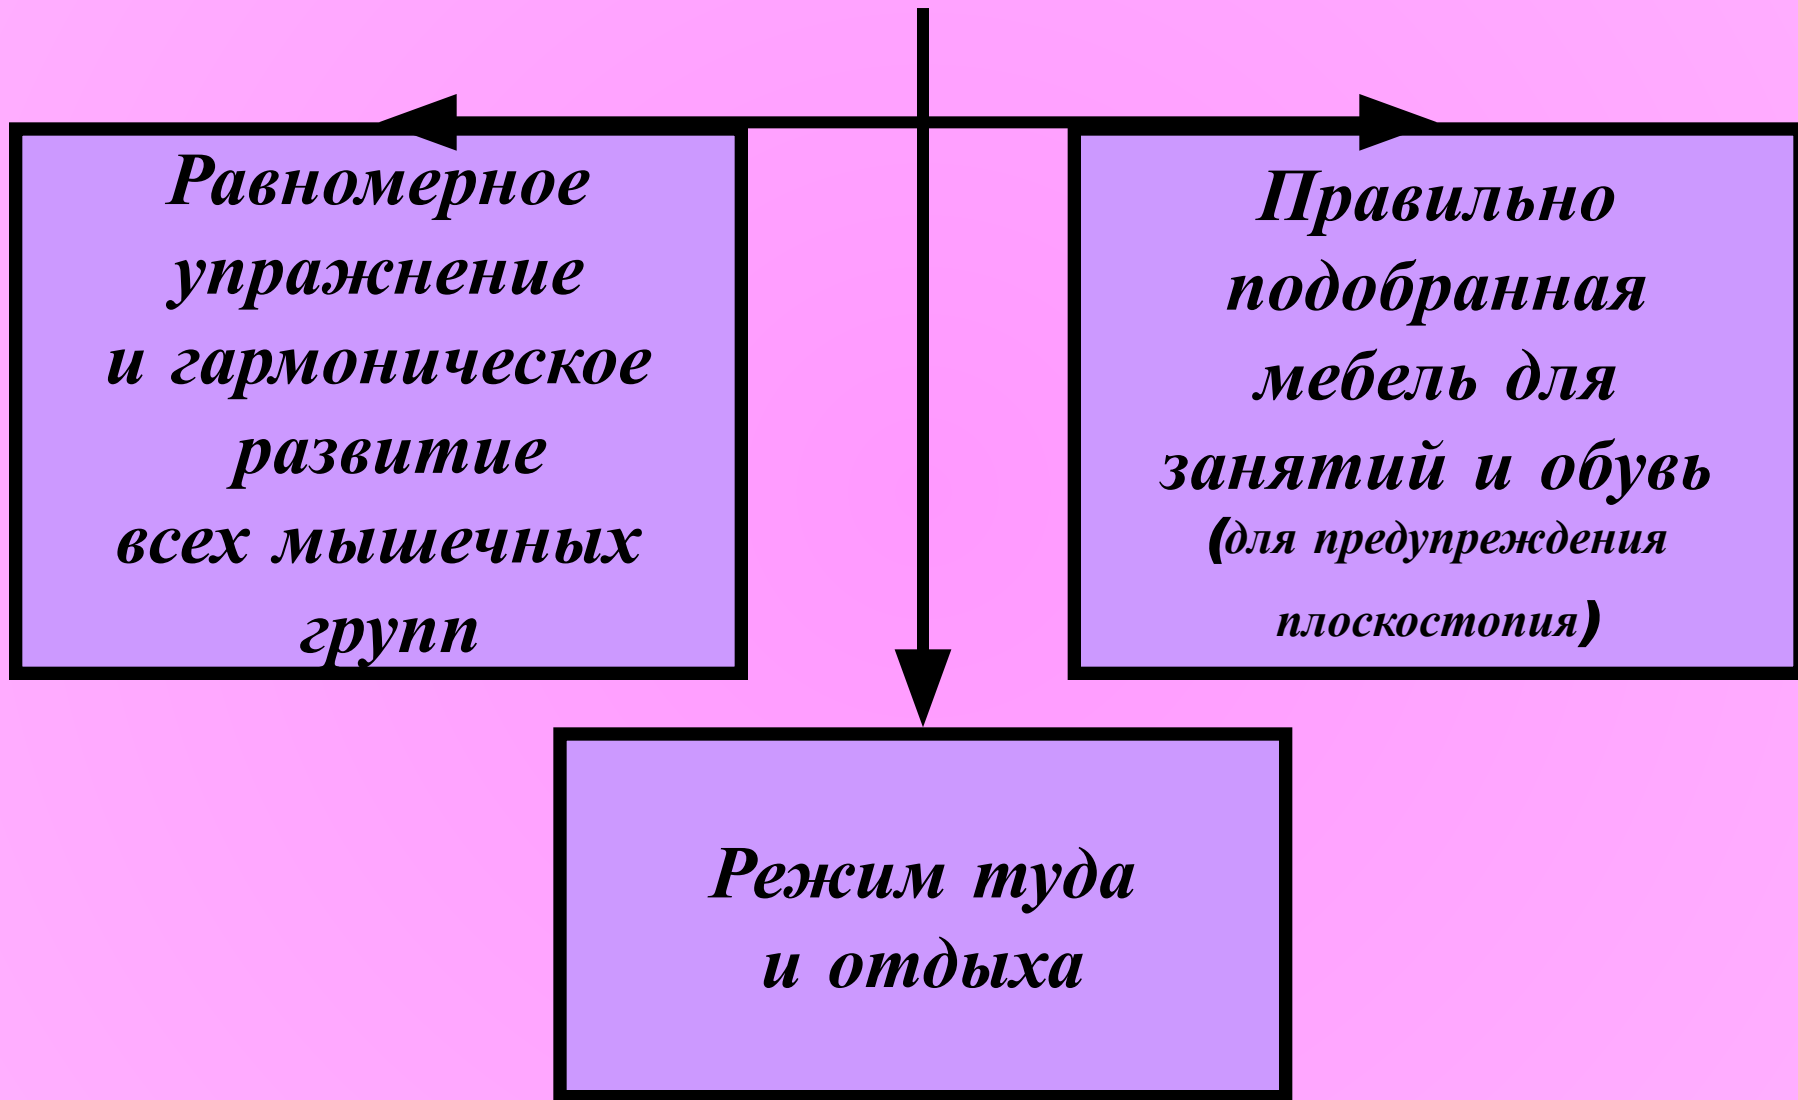 Равномерное
упражнение
и гармоническое
развитие
всех мышечных
групп
Правильно
подобранная
мебель для
занятий и обувь
(для предупреждения
плоскостопия)
Режим туда
и отдыха